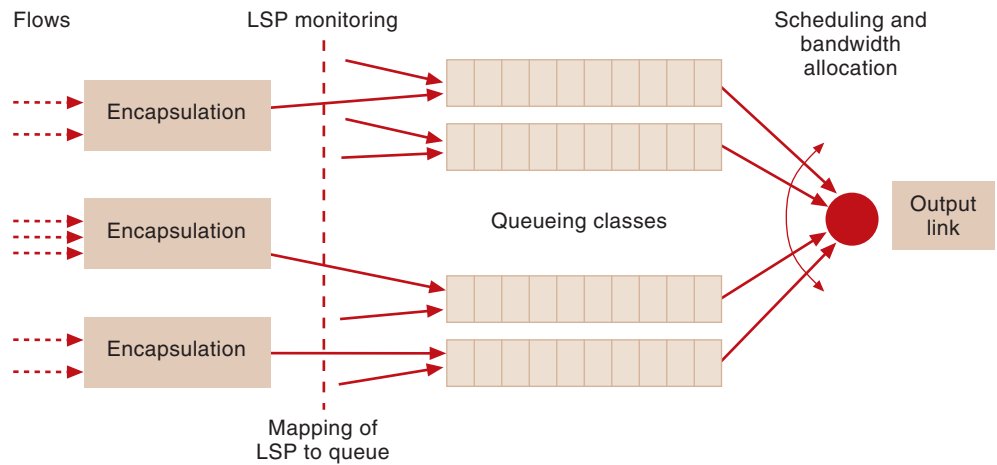 Flows
LSP monitoring
Scheduling and
bandwidth
allocation
Encapsulation
Encapsulation
Queueing classes
Output
link
Encapsulation
Mapping of
LSP to queue